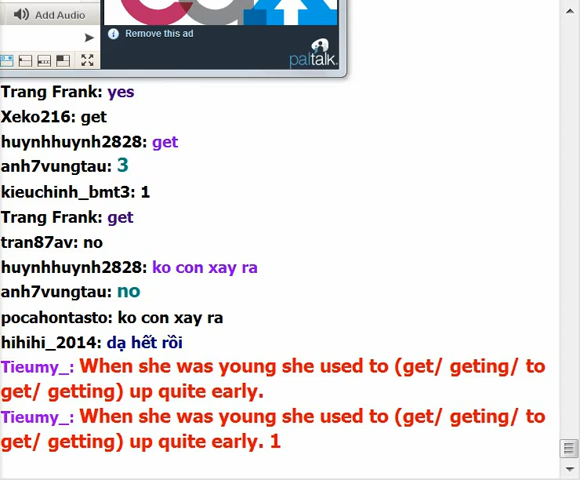 Add Audio
Remove this ad
paltalk.
Trang Frank: yes
Xeko216: get
huynhhuynh2828: get
anh7vungtau: 3
kieuchinh_bmt3: 1
Trang Frank: get
tran87av: no
huynhhuynh2828: ko con xay ra
anh7vungtau: no
pocahontasto: ko con xay ra
hihihi_2014: dạ hết rồi
Tieumy_: When she was young she used to (get/ geting/ to
get/ getting) up quite early.
Tieumy_: When she was young she used to (get/ geting/ to
get/ getting) up quite early. 1